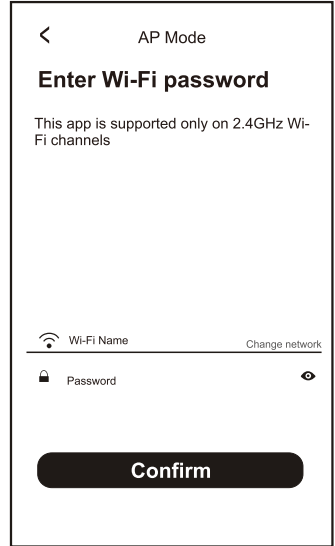 AP Mode
Enter Wi-Fi password
This app is supported only on 2.4GHz Wi-
Fi channels
Wi-Fi Name
Change network
Password
Confirm